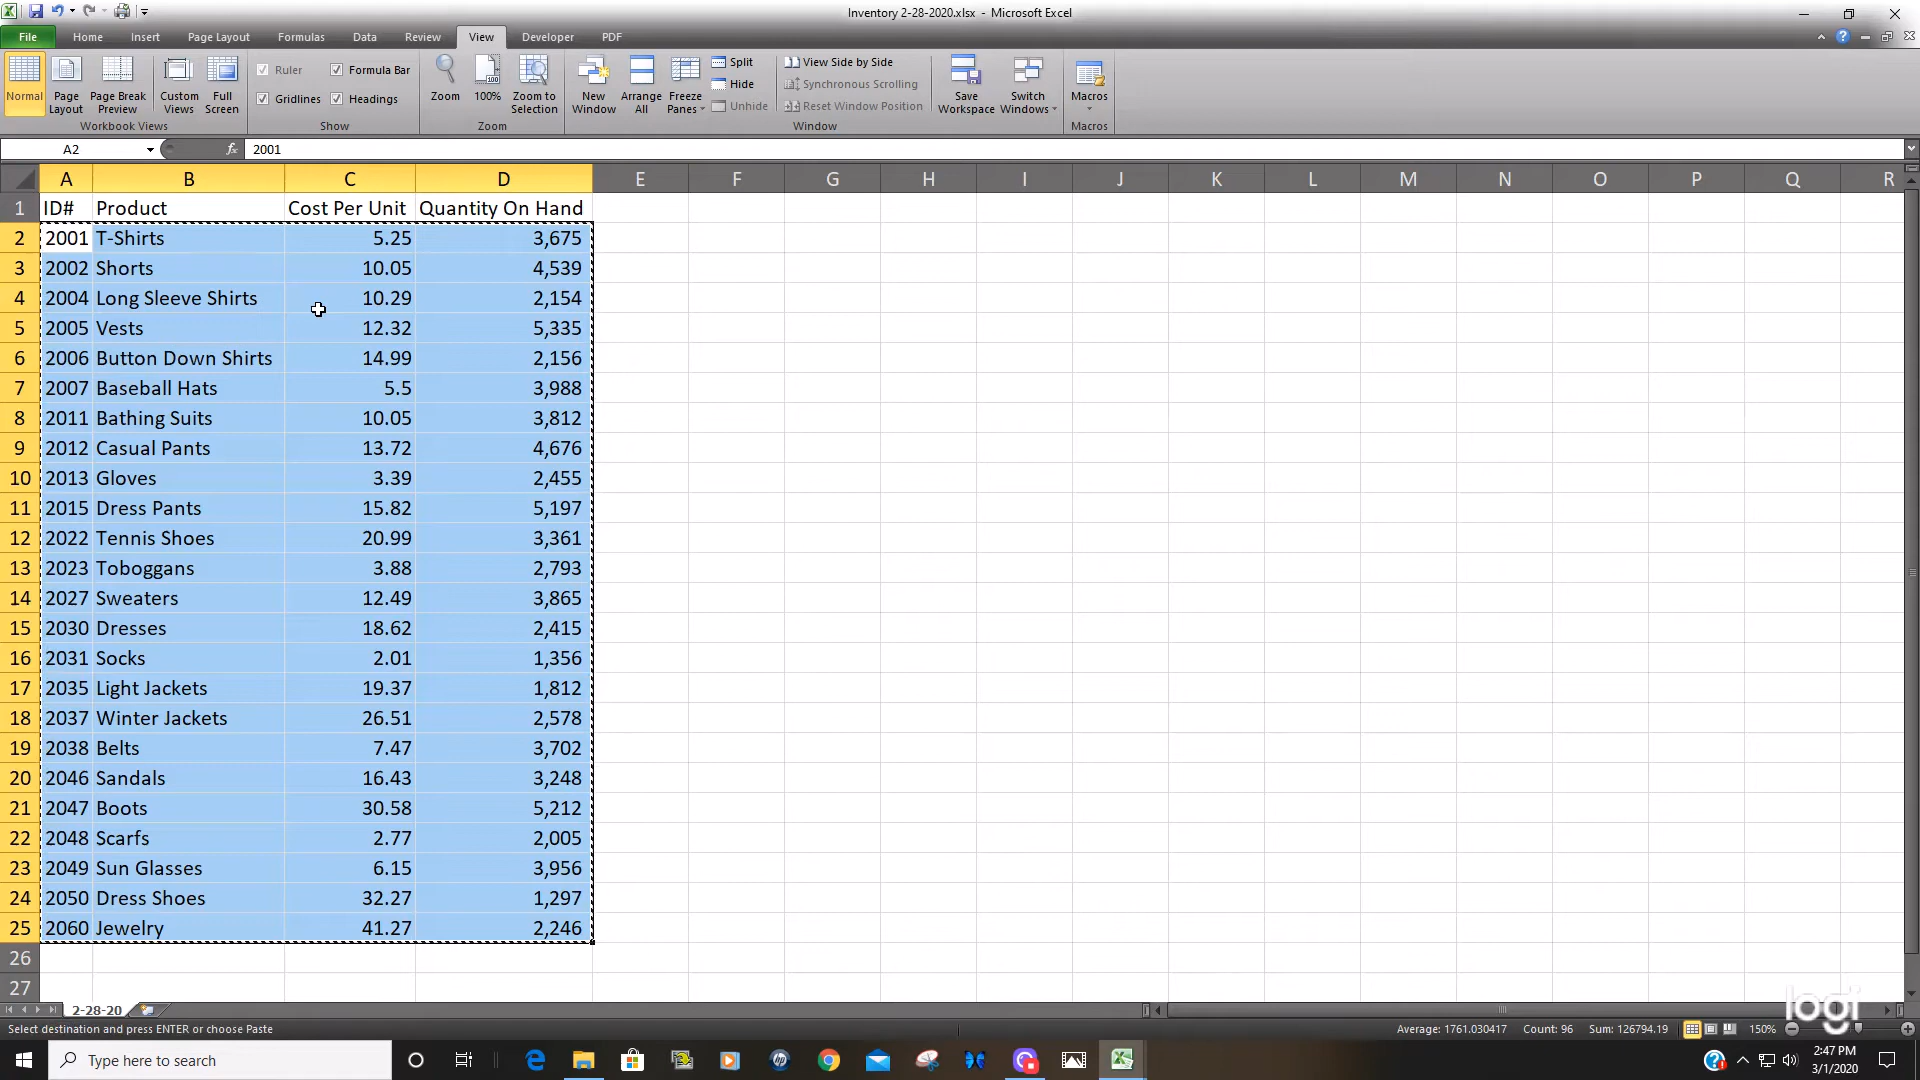 Inventory 2-28-2020.xlsx - Microsoft Excel
File Home Insert Page Layout Formulas Data Review View Developer PDF
Normal Page Layout Page Break Preview Custom Views Full Screen
Workbook Views
Ruler Formula Bar
Gridlines Headings
Show
Zoom 100% Zoom to Selection
Zoom
New Window Arrange All Freeze Panes
Split
Hide
Unhide
View Side by Side
Synchronous Scrolling
Reset Window Position
Window
Save Workspace Switch Windows
Macros
Macros
A2 fx 2001
A B C D E F G H I J K L M N O P Q R
1 ID# Product Cost Per Unit Quantity On Hand
2 2001 T-Shirts 5.25 3,675
3 2002 Shorts 10.05 4,539
4 2004 Long Sleeve Shirts 10.29 2,154
5 2005 Vests 12.32 5,335
6 2006 Button Down Shirts 14.99 2,156
7 2007 Baseball Hats 5.5 3,988
8 2011 Bathing Suits 10.05 3,812
9 2012 Casual Pants 13.72 4,676
10 2013 Gloves 3.39 2,455
11 2015 Dress Pants 15.82 5,197
12 2022 Tennis Shoes 20.99 3,361
13 2023 Toboggans 3.88 2,793
14 2027 Sweaters 12.49 3,865
15 2030 Dresses 18.62 2,415
16 2031 Socks 2.01 1,356
17 2035 Light Jackets 19.37 1,812
18 2037 Winter Jackets 26.51 2,578
19 2038 Belts 7.47 3,702
20 2046 Sandals 16.43 3,248
21 2047 Boots 30.58 5,212
22 2048 Scarfs 2.77 2,005
23 2049 Sun Glasses 6.15 3,956
24 2050 Dress Shoes 32.27 1,297
25 2060 Jewelry 41.27 2,246
26
27
2-28-20
logi
Select destination and press ENTER or choose Paste Average: 1761.030417 Count: 96 Sum: 126794.19 150%
Type here to search
2:47 PM
3/1/2020